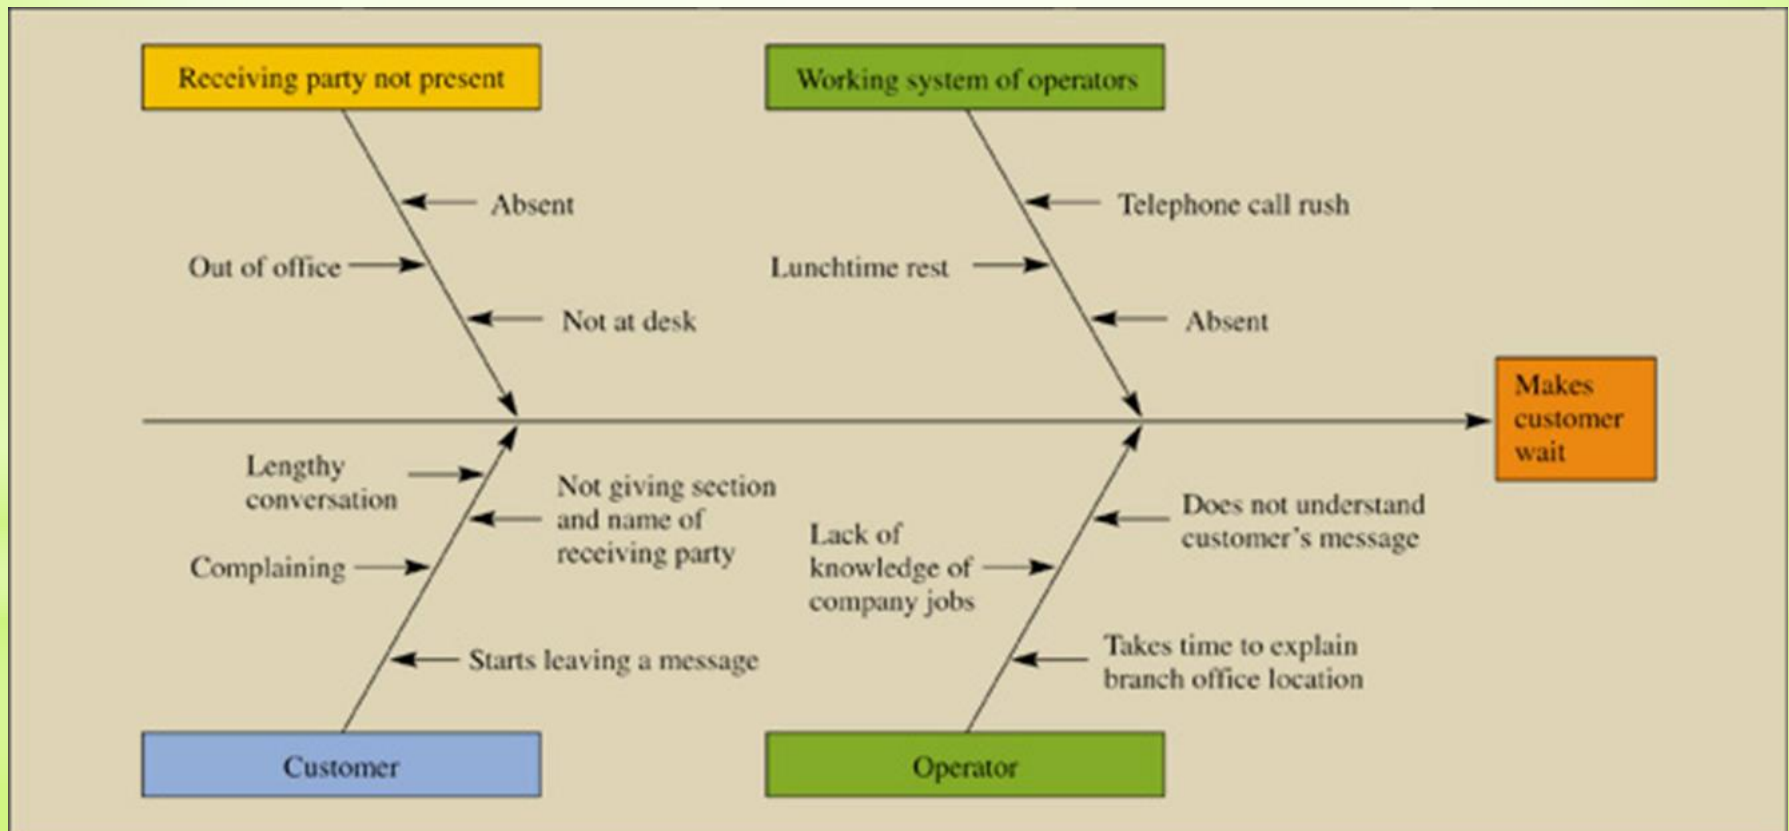 Receiving party not present
Working system of operators
Absent
Telephone call rush
Out of office
Lunchtime rest
Not at desk
Absent
Makes
customer
wait
Lengthy
conversation
Not giving section
and name of
receiving party
Complaining
Starts leaving a message
Does not understand
customer's message
Lack of
knowledge of
company jobs
Takes time to explain
branch office location
Customer
Operator